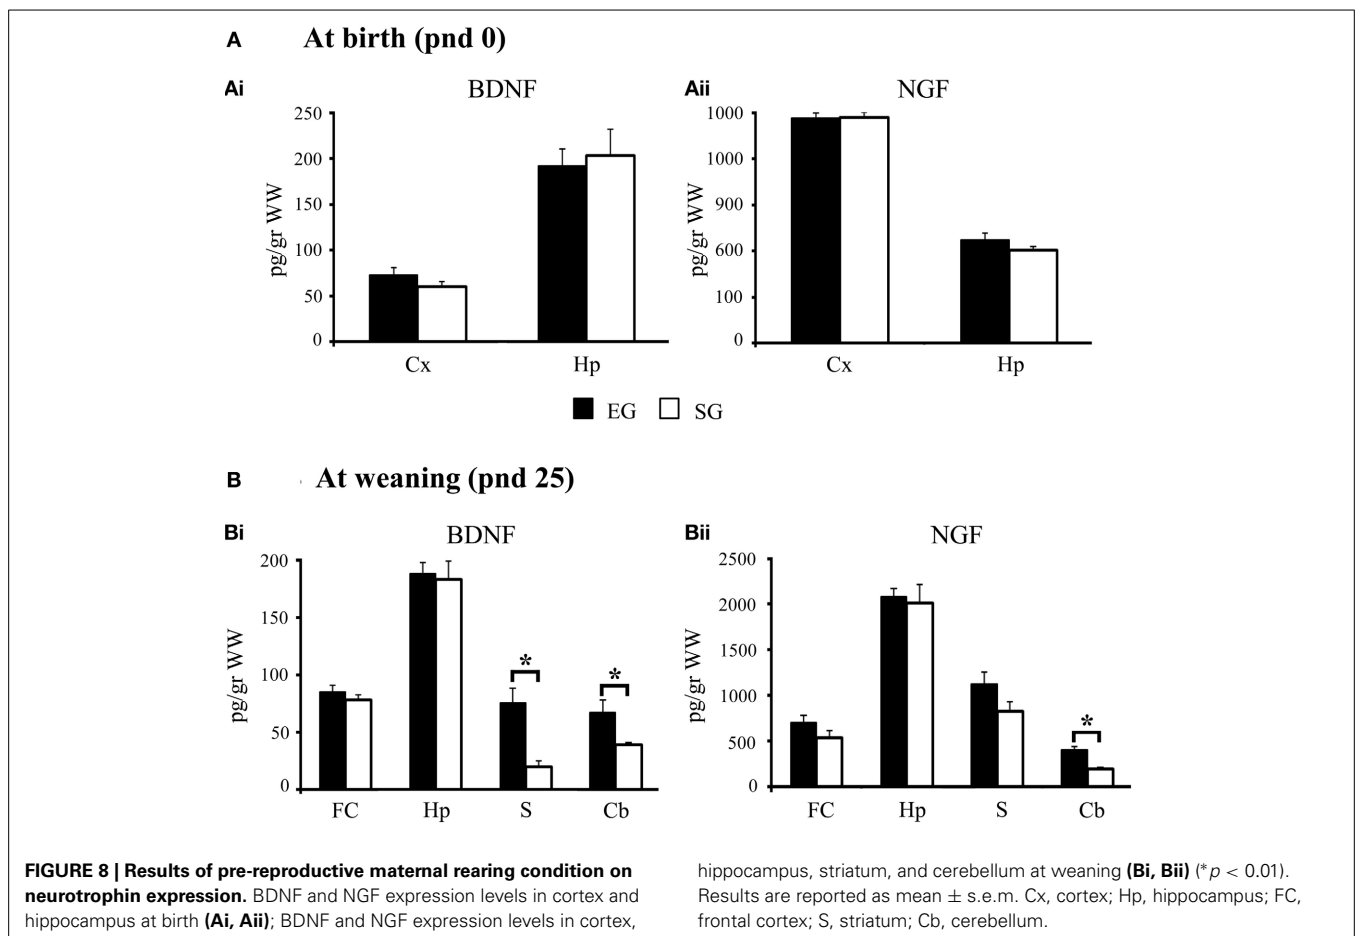 A At birth (pnd 0)
Ai BDNF
250
200
150
100
50
0
pg/gr WW
Cx Hp
Aii NGF
1000
1000
900
600
100
0
pg/gr WW
Cx Hp
EG SG
B At weaning (pnd 25)
Bi BDNF
200
150
100
50
0
pg/gr WW
*
*
FC Hp S Cb
Bii NGF
2500
2000
1500
1000
500
0
pg/gr WW
*
FC Hp S Cb
FIGURE 8 | Results of pre-reproductive maternal rearing condition on
neurotrophin expression. BDNF and NGF expression levels in cortex and
hippocampus at birth (Ai, Aii); BDNF and NGF expression levels in cortex,
hippocampus, striatum, and cerebellum at weaning (Bi, Bii) (*p < 0.01).
Results are reported as mean ± s.e.m. Cx, cortex; Hp, hippocampus; FC,
frontal cortex; S, striatum; Cb, cerebellum.